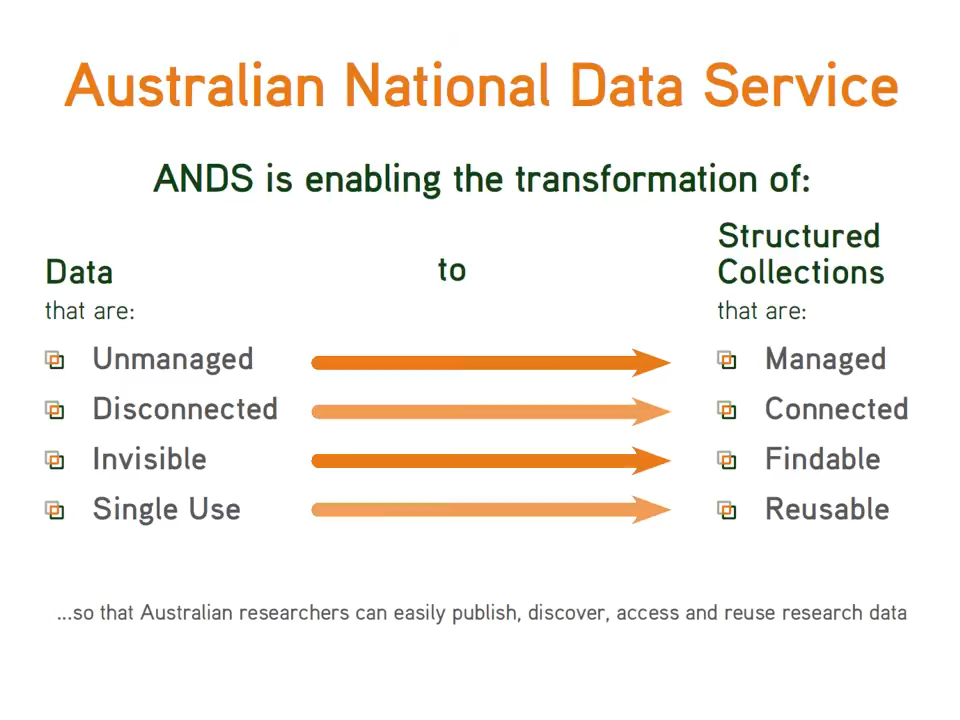 Australian National Data Service
ANDS is enabling the transformation of:
Data
that are:
to
Structured
Collections
that are:
Unmanaged
Managed
Disconnected
Connected
Invisible
Findable
Single Use
Reusable
...so that Australian researchers can easily publish, discover, access and reuse research data